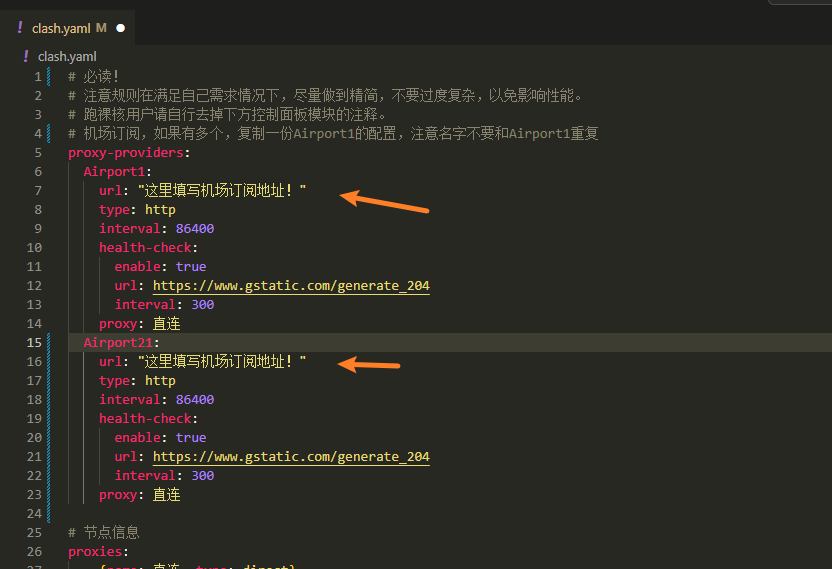 ! clash.yaml M
! clash.yaml
1 # 必读！
2 # 注意规则在满足自己需求情况下，尽量做到精简，不要过度复杂，以免影响性能。
3 # 跑裸核用户请自行去掉下方控制面板模块的注释。
4 # 机场订阅，如果有多个，复制一份Airport1的配置，注意名字不要和Airport1重复
5 proxy-providers:
6 Airport1:
7 url: "这里填写机场订阅地址！"
8 type: http
9 interval: 86400
10 health-check:
11 enable: true
12 url: https://www.gstatic.com/generate_204
13 interval: 300
14 proxy: 直连
15 Airport21:
16 url: "这里填写机场订阅地址！"
17 type: http
18 interval: 86400
19 health-check:
20 enable: true
21 url: https://www.gstatic.com/generate_204
22 interval: 300
23 proxy: 直连
24
25 # 节点信息
26 proxies: